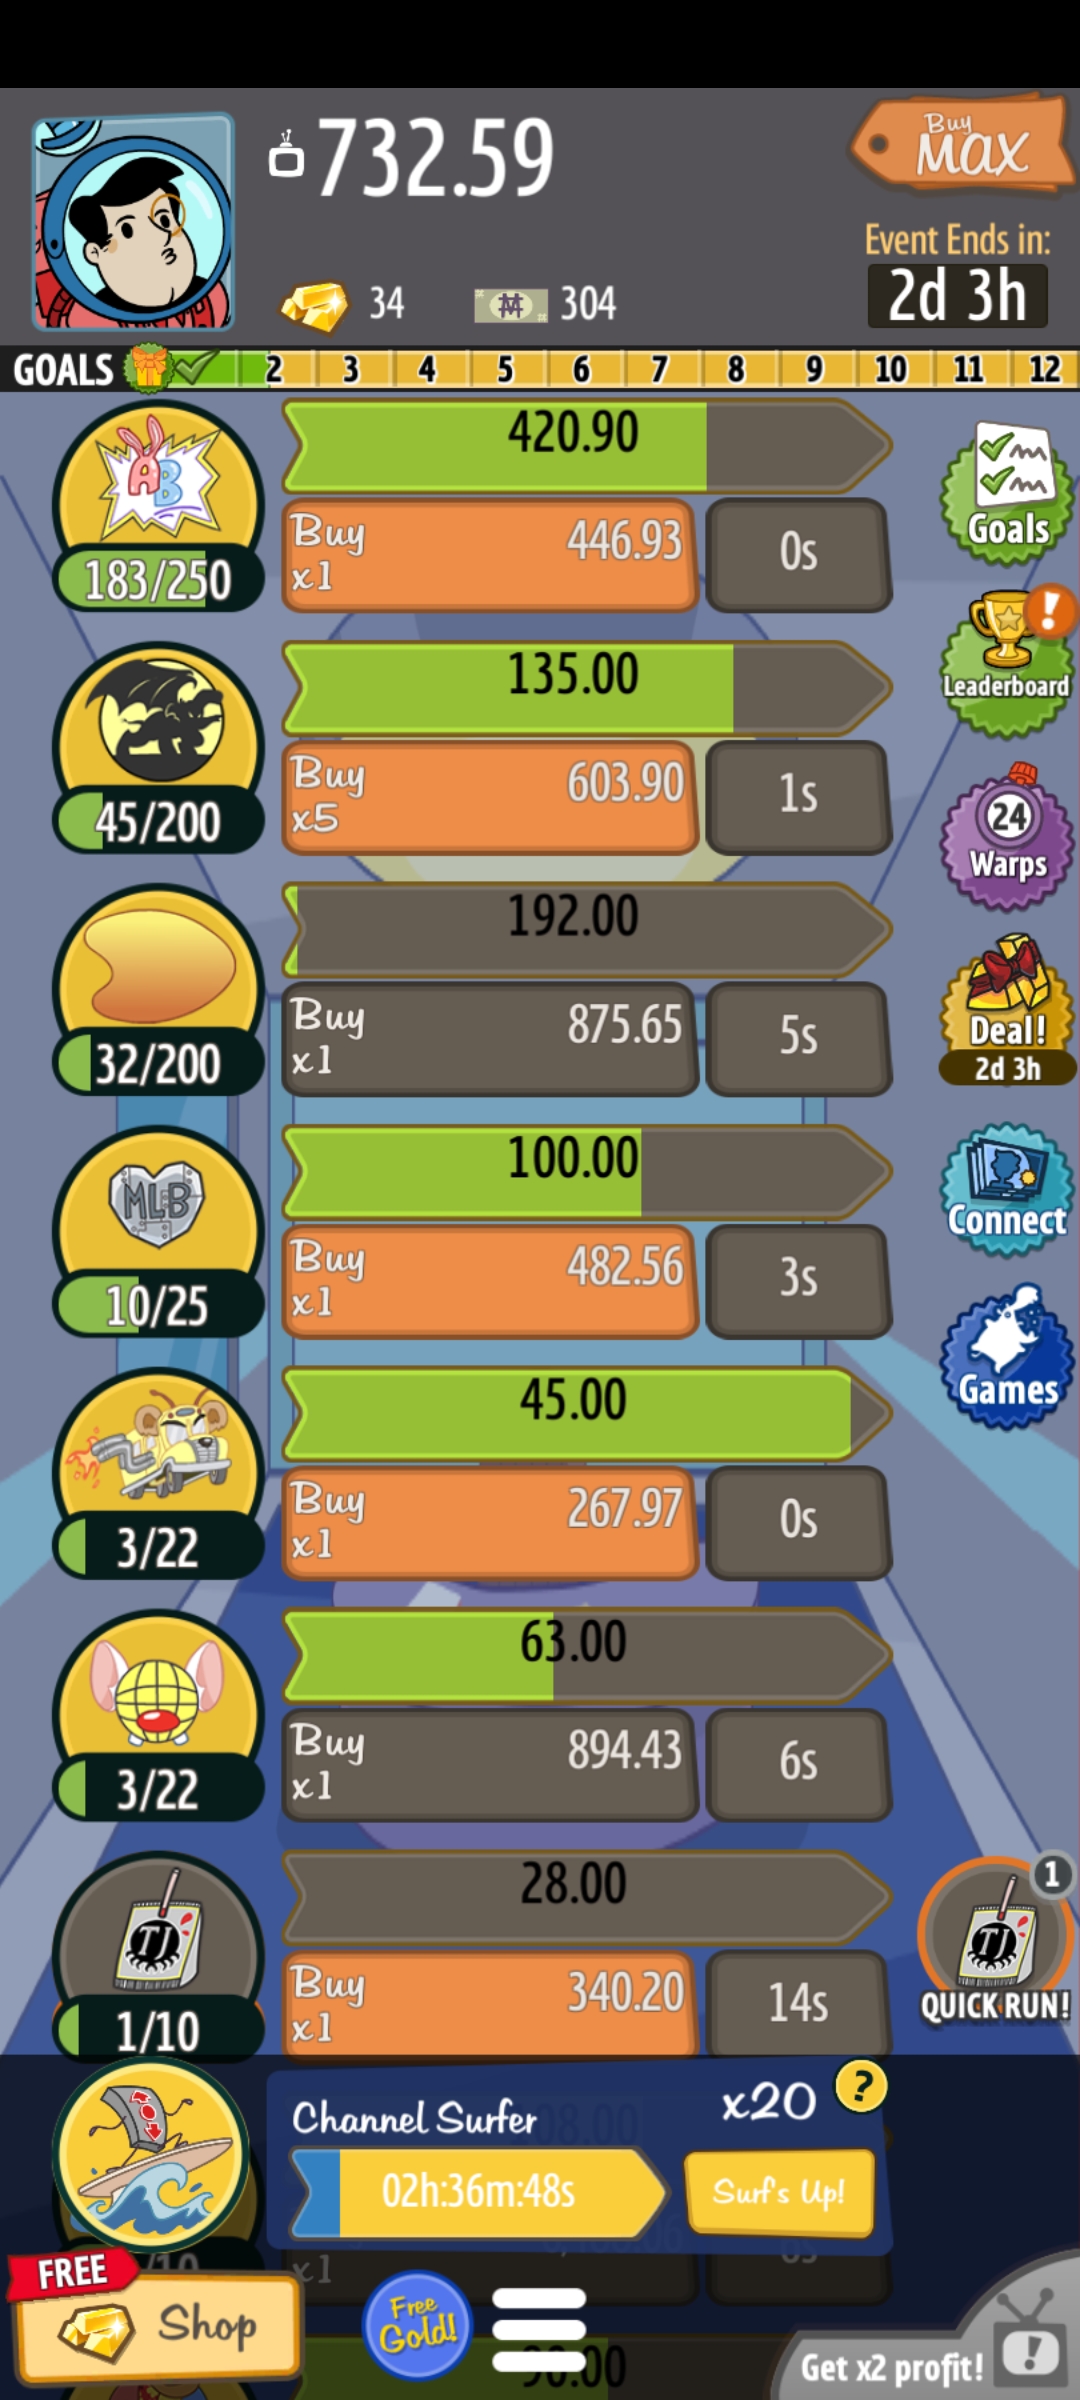 732.59
Buy
MAX
Event Ends in:
34
304
2d 3h
GOALS 2 3 4 5 6 7 8 9 10 11 12
420.90
AB
Buy
x1
446.93
0s
183/250
Goals
135.00
Buy
x5
603.90
1s
45/200
!
Leaderboard
192.00
Buy
x1
875.65
5s
32/200
24
Warps
Deal!
2d 3h
100.00
MLB
Buy
x1
482.56
3s
10/25
Connect
45.00
Buy
x1
267.97
0s
3/22
Games
63.00
Buy
x1
894.43
6s
3/22
28.00
TJ
Buy
x1
340.20
14s
1/10
1
TJ
QUICK RUN!
Channel Surfer
x20
?
02h:36m:48s
Surf's Up!
x1
FREE
Shop
Free
Gold!
90.00
Get x2 profit!
!